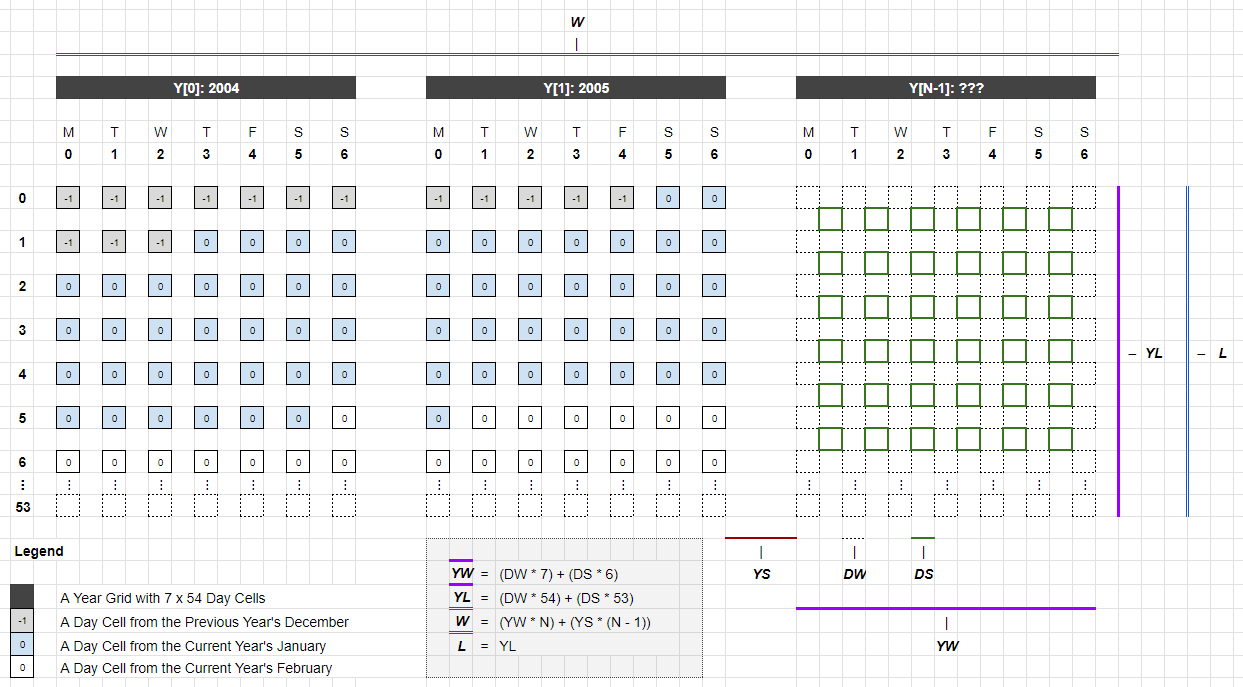 W
|
Y[0]: 2004 Y[1]: 2005 Y[N-1]: ???
M T W T F S S M T W T F S S M T W T F S S
0 1 2 3 4 5 6 0 1 2 3 4 5 6 0 1 2 3 4 5 6
0 -1 -1 -1 -1 -1 -1 -1 -1 -1 -1 -1 -1 0 0
1 -1 -1 -1 0 0 0 0 0 0 0 0 0 0 0
2 0 0 0 0 0 0 0 0 0 0 0 0 0 0
3 0 0 0 0 0 0 0 0 0 0 0 0 0 0
– YL – L
4 0 0 0 0 0 0 0 0 0 0 0 0 0 0
5 0 0 0 0 0 0 0 0 0 0 0 0 0 0
6 0 0 0 0 0 0 0 0 0 0 0 0 0 0
⋮ ⋮ ⋮ ⋮ ⋮ ⋮ ⋮ ⋮ ⋮ ⋮ ⋮ ⋮ ⋮ ⋮ ⋮ ⋮ ⋮ ⋮ ⋮ ⋮ ⋮ ⋮
53
Legend
A Year Grid with 7 x 54 Day Cells
-1 A Day Cell from the Previous Year's December
0 A Day Cell from the Current Year's January
0 A Day Cell from the Current Year's February
YW = (DW * 7) + (DS * 6)
YL = (DW * 54) + (DS * 53)
W = (YW * N) + (YS * (N - 1))
L = YL
| | |
YS DW DS
|
YW